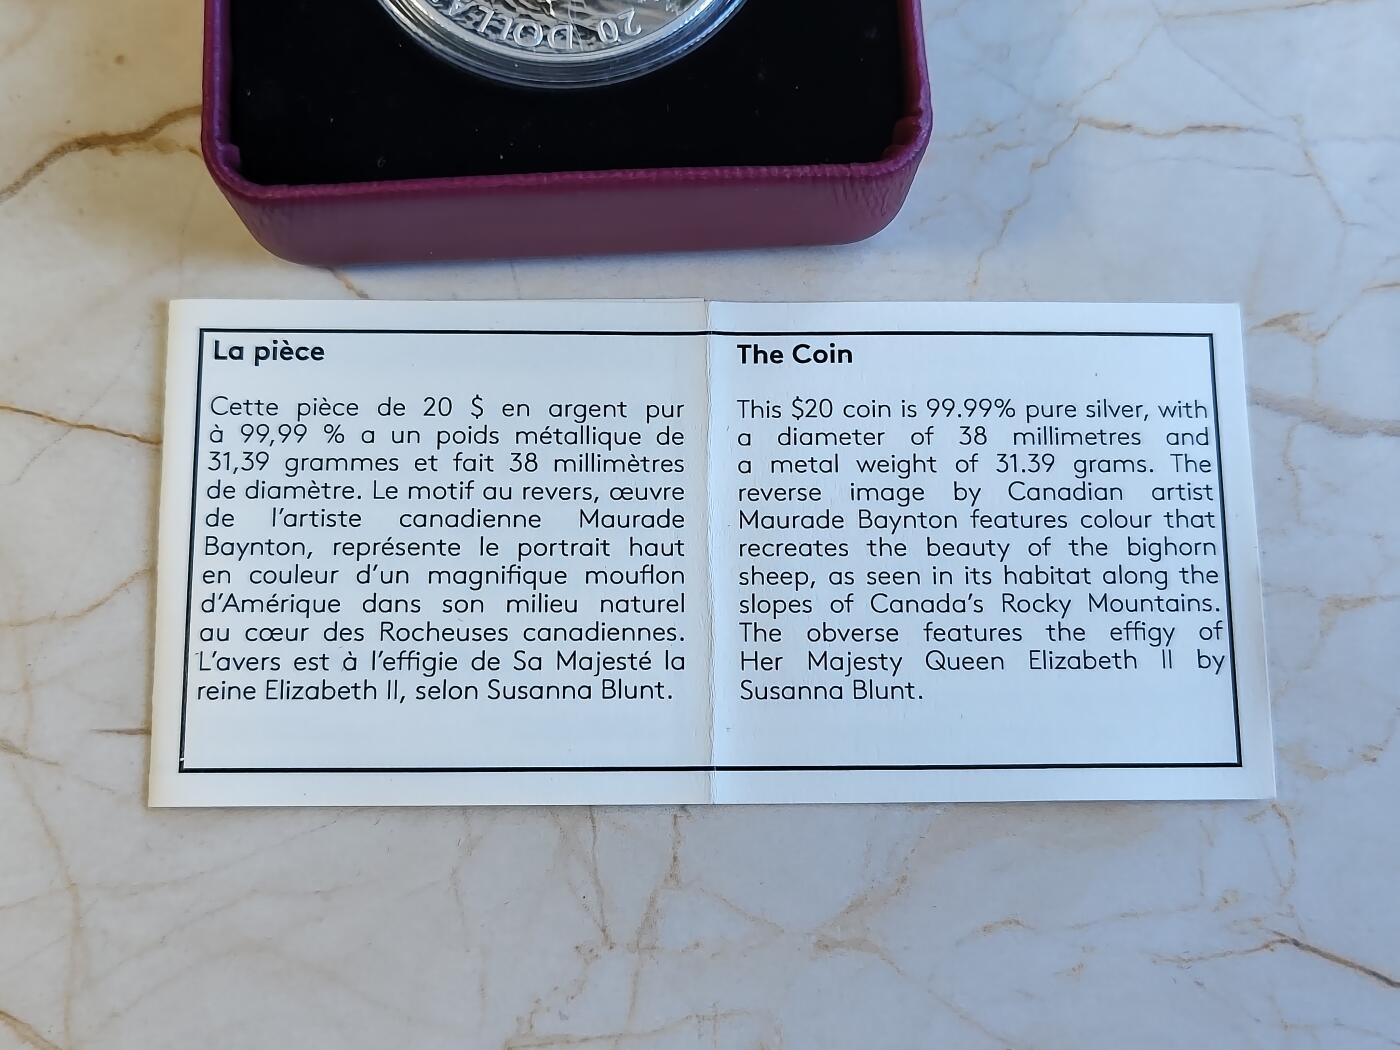 20 DOLLA
La pièce
Cette pièce de 20 $ en argent pur
à 99,99 % a un poids métallique de
31,39 grammes et fait 38 millimètres
de diamètre. Le motif au revers, œuvre
de l'artiste canadienne Maurade
Baynton, représente le portrait haut
en couleur d'un magnifique mouflon
d'Amérique dans son milieu naturel
au cœur des Rocheuses canadiennes.
L'avers est à l'effigie de Sa Majesté la
reine Elizabeth II, selon Susanna Blunt.
The Coin
This $20 coin is 99.99% pure silver, with
a diameter of 38 millimetres and
a metal weight of 31.39 grams. The
reverse image by Canadian artist
Maurade Baynton features colour that
recreates the beauty of the bighorn
sheep, as seen in its habitat along the
slopes of Canada's Rocky Mountains.
The obverse features the effigy of
Her Majesty Queen Elizabeth II by
Susanna Blunt.